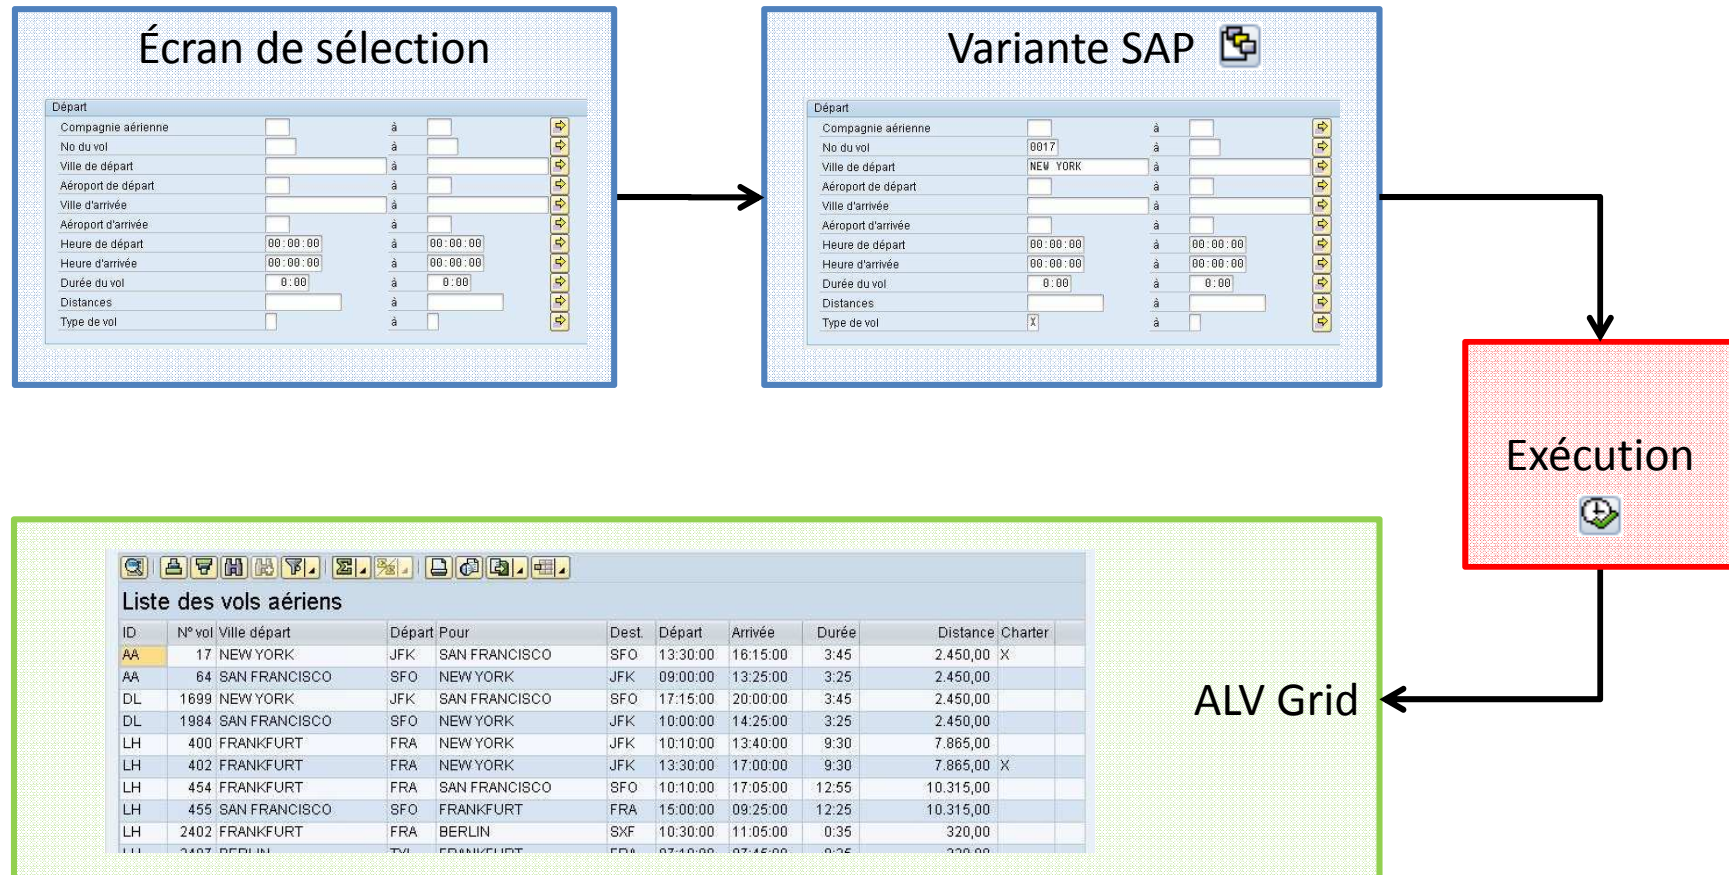 Écran de sélection
Départ
Compagnie aérienne à
No du vol à
Ville de départ à
Aéroport de départ à
Ville d'arrivée à
Aéroport d'arrivée à
Heure de départ 00:00:00 à 00:00:00
Heure d'arrivée 00:00:00 à 00:00:00
Durée du vol 0:00 à 0:00
Distances à
Type de vol à
Variante SAP
Départ
Compagnie aérienne à
No du vol 0017 à
Ville de départ NEW YORK à
Aéroport de départ à
Ville d'arrivée à
Aéroport d'arrivée à
Heure de départ 00:00:00 à 00:00:00
Heure d'arrivée 00:00:00 à 00:00:00
Durée du vol 0:00 à 0:00
Distances à
Type de vol X à
Exécution
Liste des vols aériens
ID N° vol Ville départ Départ Pour Dest. Départ Arrivée Durée Distance Charter
AA 17 NEW YORK JFK SAN FRANCISCO SFO 13:30:00 16:15:00 3:45 2.450,00 X
AA 64 SAN FRANCISCO SFO NEW YORK JFK 09:00:00 13:25:00 3:25 2.450,00
DL 1699 NEW YORK JFK SAN FRANCISCO SFO 17:15:00 20:00:00 3:45 2.450,00
DL 1984 SAN FRANCISCO SFO NEW YORK JFK 10:00:00 14:25:00 3:25 2.450,00
LH 400 FRANKFURT FRA NEW YORK JFK 10:10:00 13:40:00 9:30 7.865,00
LH 402 FRANKFURT FRA NEW YORK JFK 13:30:00 17:00:00 9:30 7.865,00 X
LH 454 FRANKFURT FRA SAN FRANCISCO SFO 10:10:00 17:05:00 12:55 10.315,00
LH 455 SAN FRANCISCO SFO FRANKFURT FRA 15:00:00 09:25:00 12:25 10.315,00
LH 2402 FRANKFURT FRA BERLIN SXF 10:30:00 11:05:00 0:35 320,00
LH BERLIN FRANKFURT FRA
ALV Grid